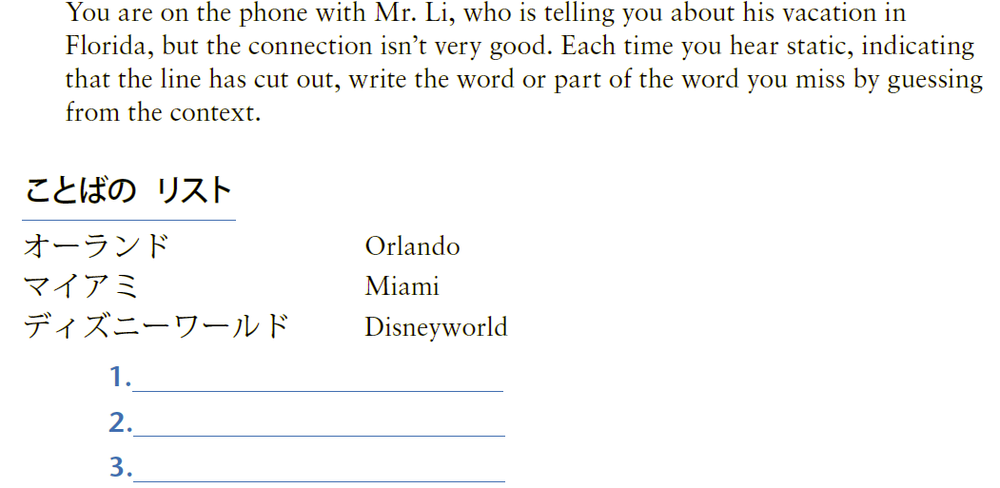 You are on the phone with Mr. Li, who is telling you about his vacation in
Florida, but the connection isn’t very good. Each time you hear static, indicating
that the line has cut out, write the word or part of the word you miss by guessing
from the context.
ことばの リスト
オーランド Orlando
マイアミ Miami
ディズニーワールド Disneyworld
1.
2.
3.